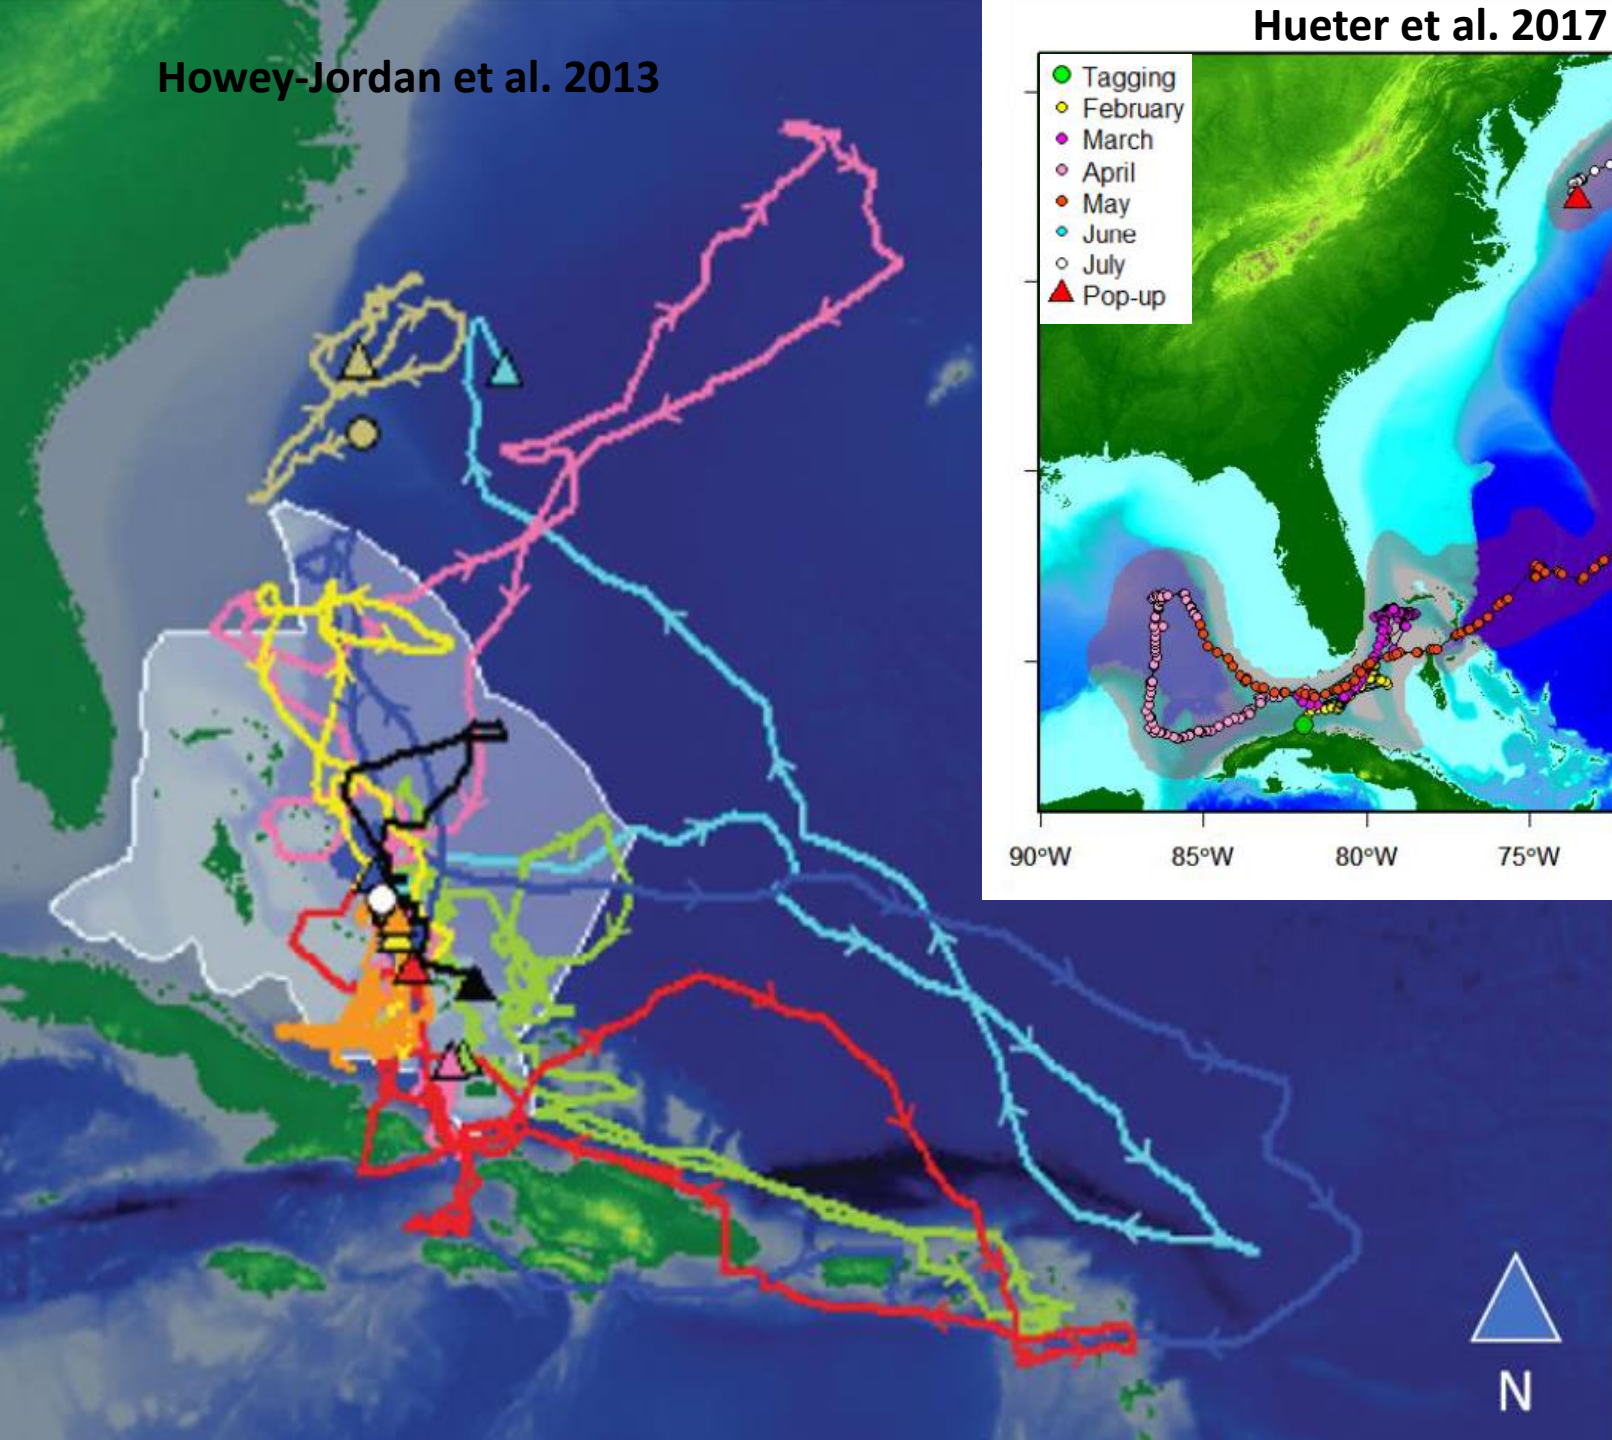 Howey-Jordan et al. 2013
Hueter et al. 2017
Tagging
February
March
April
May
June
July
Pop-up
90°W 85°W 80°W 75°W
N